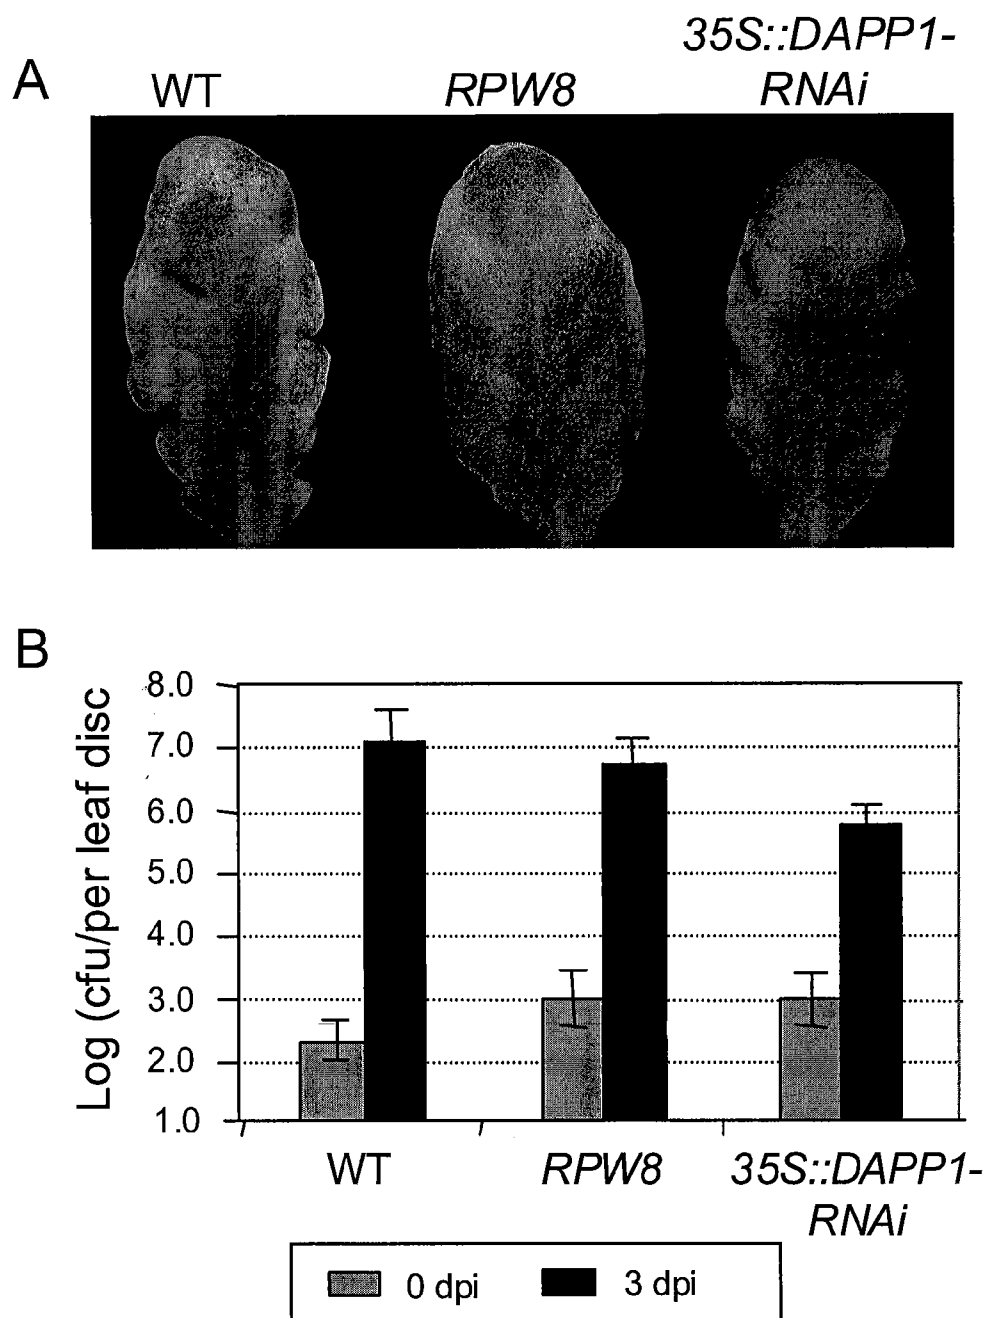 A
WT
RPW8
35S::DAPP1-
RNAi
B
Log (cfu/per leaf disc
8.0
7.0
6.0
5.0
4.0
3.0
2.0
1.0
WT
RPW8
35S::DAPP1-
RNAi
0 dpi
3 dpi